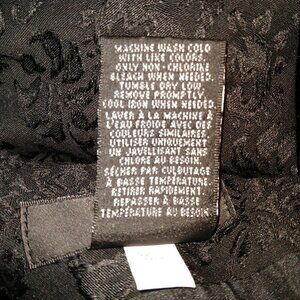 MACHINE WASH COLD
WITH LIKE COLORS.
ONLY NON-CHLORINE
BLEACH WHEN NEEDED.
TUMBLE DRY LOW.
REMOVE PROMPTLY.
COOL IRON WHEN NEEDED.
LAVER À LA MACHINE À
L'EAU FROIDE AVEC DES
COULEURS SIMILAIRES.
UTILISER UNIQUEMENT
UN JAVELLISANT SANS
CHLORE AU BESOIN.
SÉCHER PAR CULBUTAGE
À BASSE TEMPÉRATURE.
RETIRER RAPIDEMENT.
REPASSER À BASSE
TEMPÉRATURE AU BESOIN.